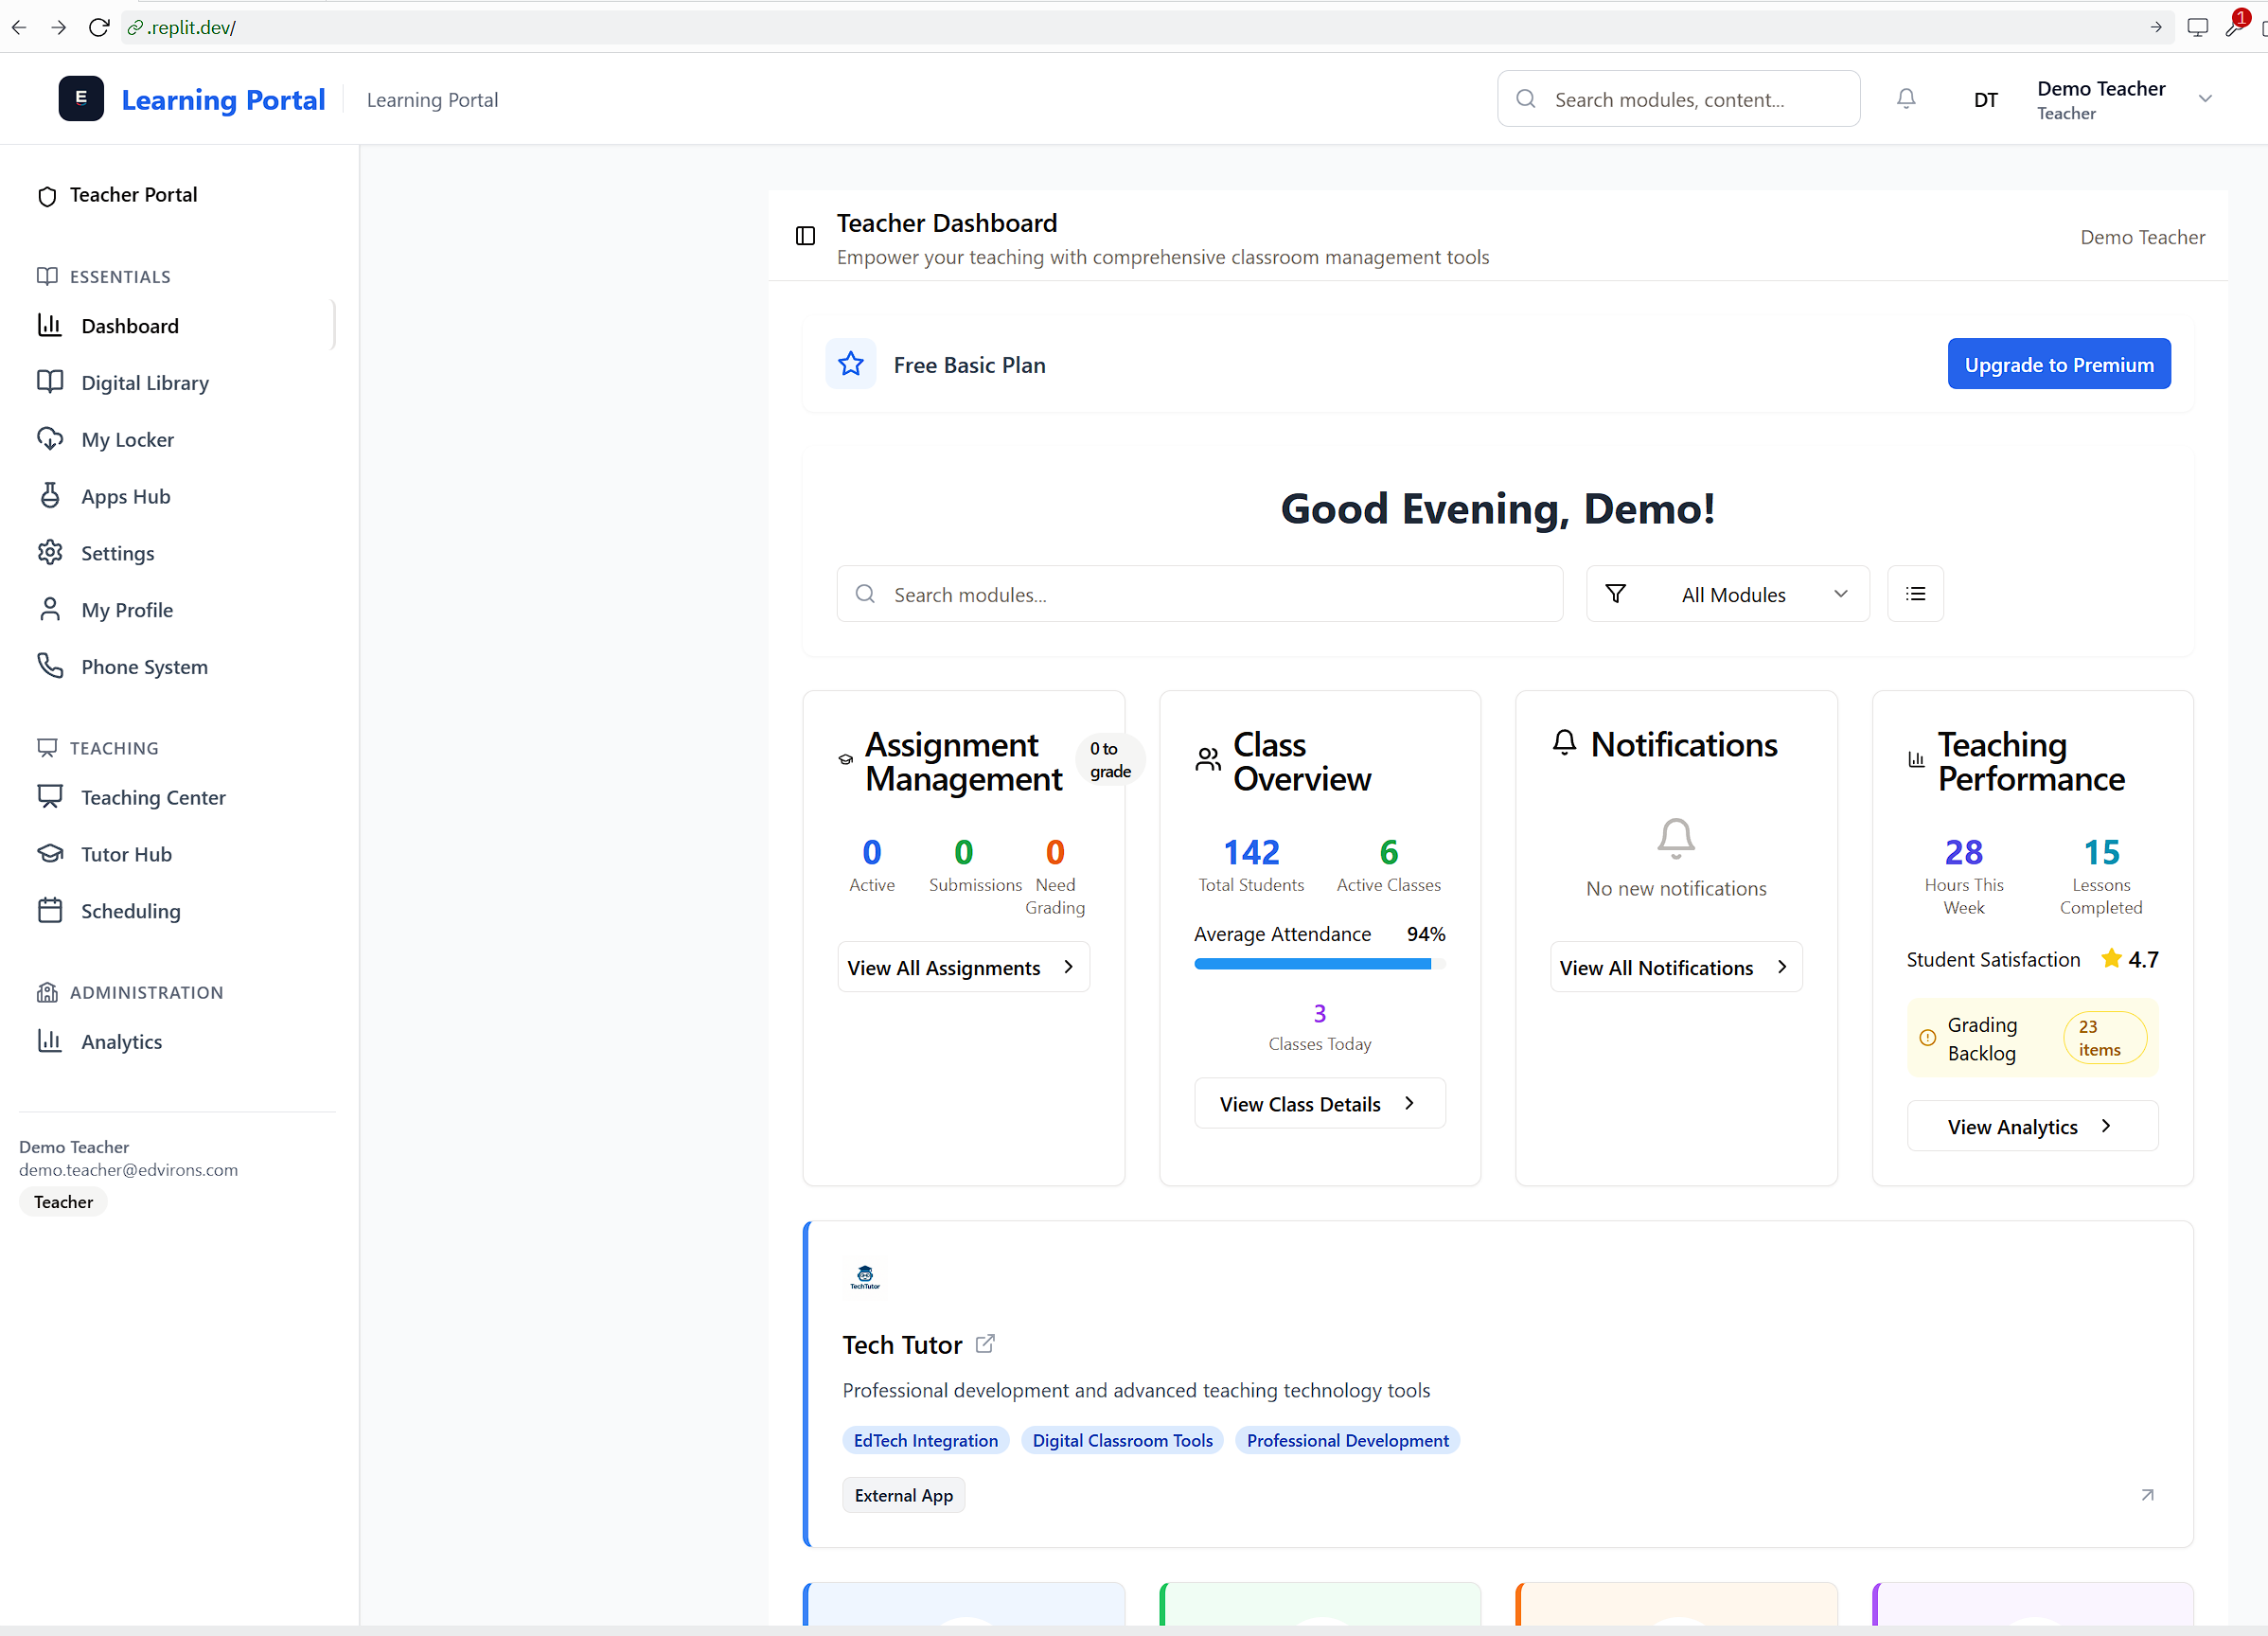 .replit.dev/
1
E
Learning Portal
Learning Portal
Search modules, content...
DT
Demo Teacher
Teacher
Teacher Portal
ESSENTIALS
Dashboard
Digital Library
My Locker
Apps Hub
Settings
My Profile
Phone System
TEACHING
Teaching Center
Tutor Hub
Scheduling
ADMINISTRATION
Analytics
Demo Teacher
demo.teacher@edvirons.com
Teacher
Teacher Dashboard
Empower your teaching with comprehensive classroom management tools
Demo Teacher
Free Basic Plan
Upgrade to Premium
Good Evening, Demo!
Search modules...
All Modules
Assignment
Management
0 to
grade
0
Active
0
Submissions
0
Need
Grading
View All Assignments
Class
Overview
142
Total Students
6
Active Classes
Average Attendance 94%
3
Classes Today
View Class Details
Notifications
No new notifications
View All Notifications
Teaching
Performance
28
Hours This
Week
15
Lessons
Completed
Student Satisfaction 4.7
Grading
Backlog
23
items
View Analytics
TechTutor
Tech Tutor
Professional development and advanced teaching technology tools
EdTech Integration
Digital Classroom Tools
Professional Development
External App